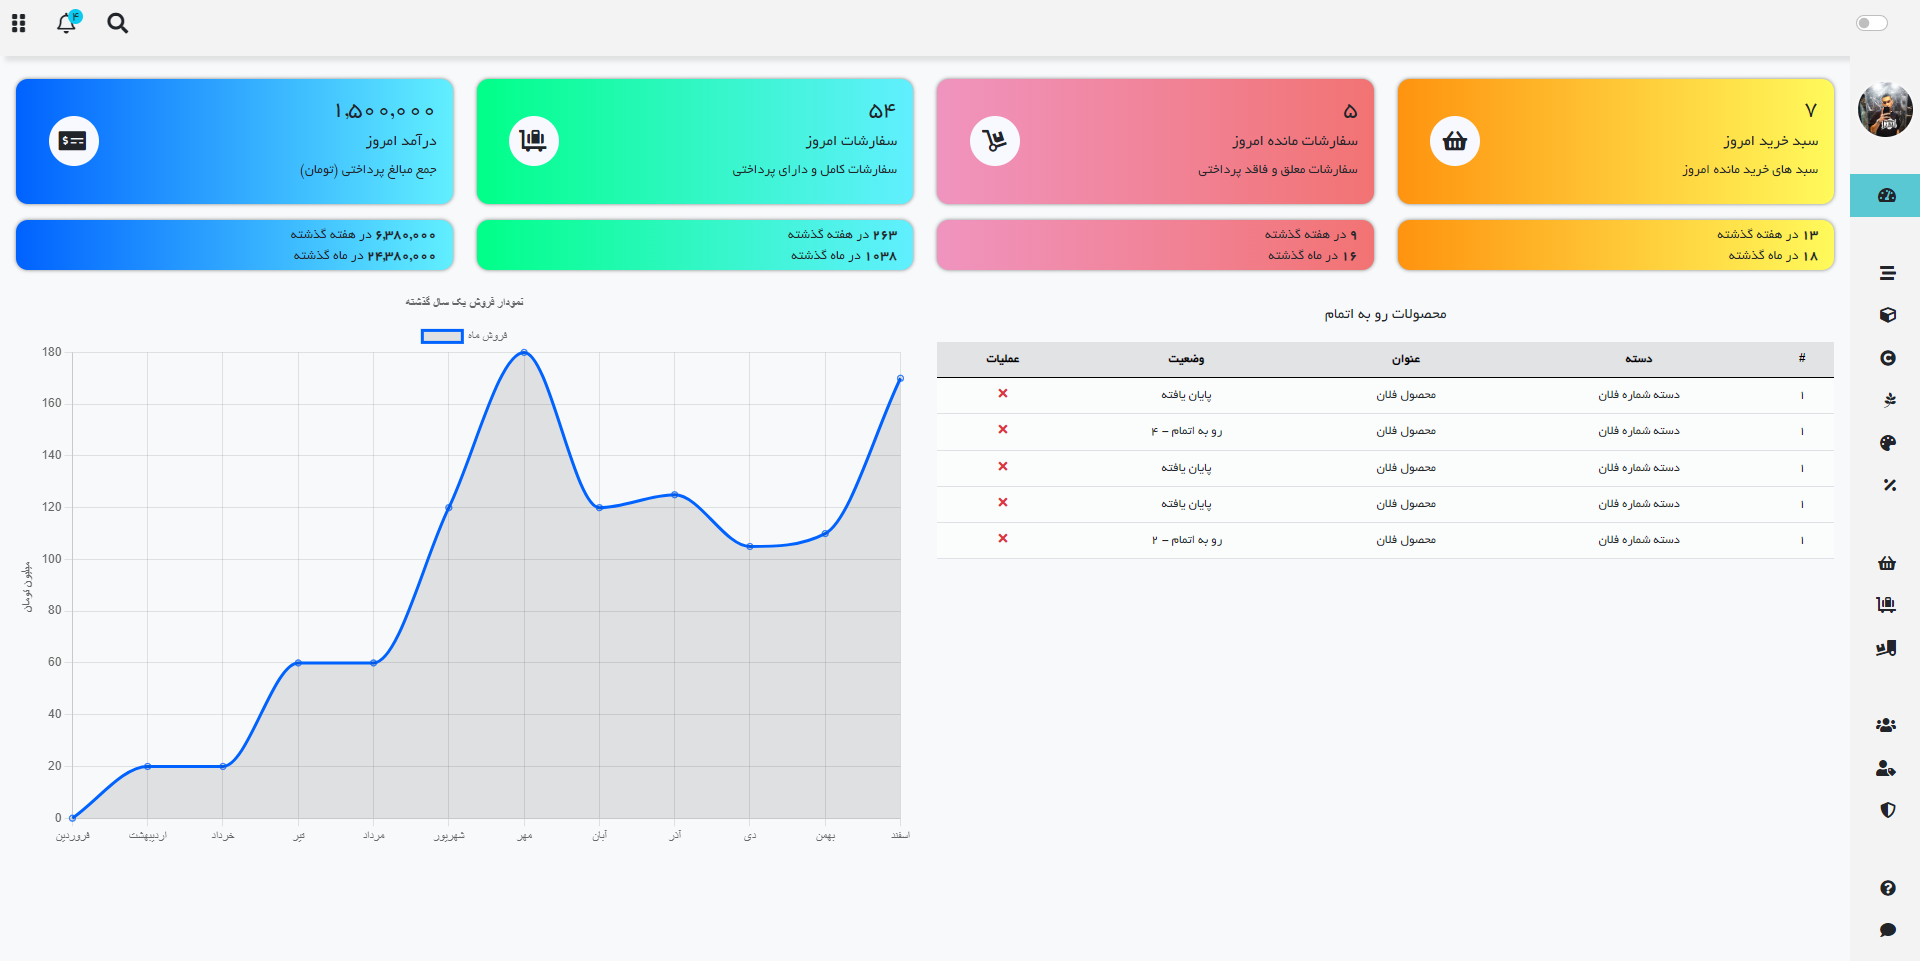 ۴
۷
سبد خرید امروز
سبد های خرید مانده امروز
۵
سفارشات مانده امروز
سفارشات معلق و فاقد پرداختی
۵۴
سفارشات امروز
سفارشات کامل و دارای پرداختی
۱,۵۰۰,۰۰۰
درآمد امروز
جمع مبالغ پرداختی (تومان)
۱۳ در هفته گذشته
۱۸ در ماه گذشته
۹ در هفته گذشته
۱۶ در ماه گذشته
۲۶۳ در هفته گذشته
۱۰۳۸ در ماه گذشته
۶,۳۸۰,۰۰۰ در هفته گذشته
۲۴,۳۸۰,۰۰۰ در ماه گذشته
محصولات رو به اتمام
# دسته عنوان وضعیت عملیات
۱ دسته شماره فلان محصول فلان پایان یافته
۱ دسته شماره فلان محصول فلان رو به اتمام - ۴
۱ دسته شماره فلان محصول فلان پایان یافته
۱ دسته شماره فلان محصول فلان پایان یافته
۱ دسته شماره فلان محصول فلان رو به اتمام - ۲
نمودار فروش یک سال گذشته
فروش ماه
180
160
140
120
100
80
60
40
20
0
میلیون تومان
فروردین اردیبهشت خرداد تیر مرداد شهریور مهر آبان آذر دی بهمن اسفند